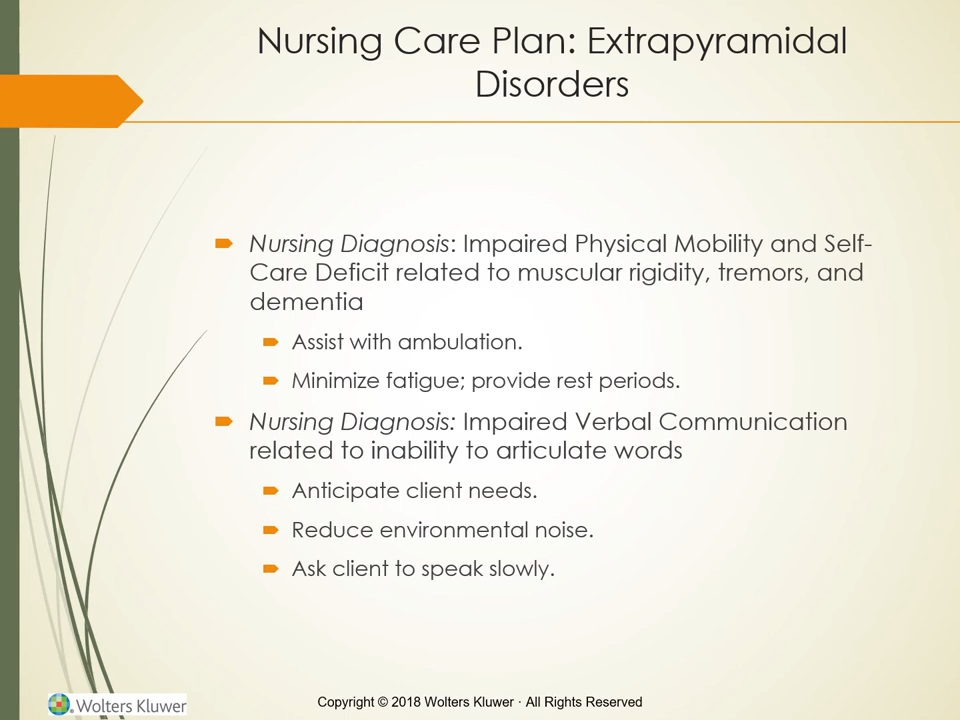 Nursing Care Plan: Extrapyramidal
Disorders
Nursing Diagnosis: Impaired Physical Mobility and Self-
Care Deficit related to muscular rigidity, tremors, and
dementia
Assist with ambulation.
Minimize fatigue; provide rest periods.
Nursing Diagnosis: Impaired Verbal Communication
related to inability to articulate words
Anticipate client needs.
Reduce environmental noise.
Ask client to speak slowly.
Wolters Kluwer
Copyright © 2018 Wolters Kluwer · All Rights Reserved